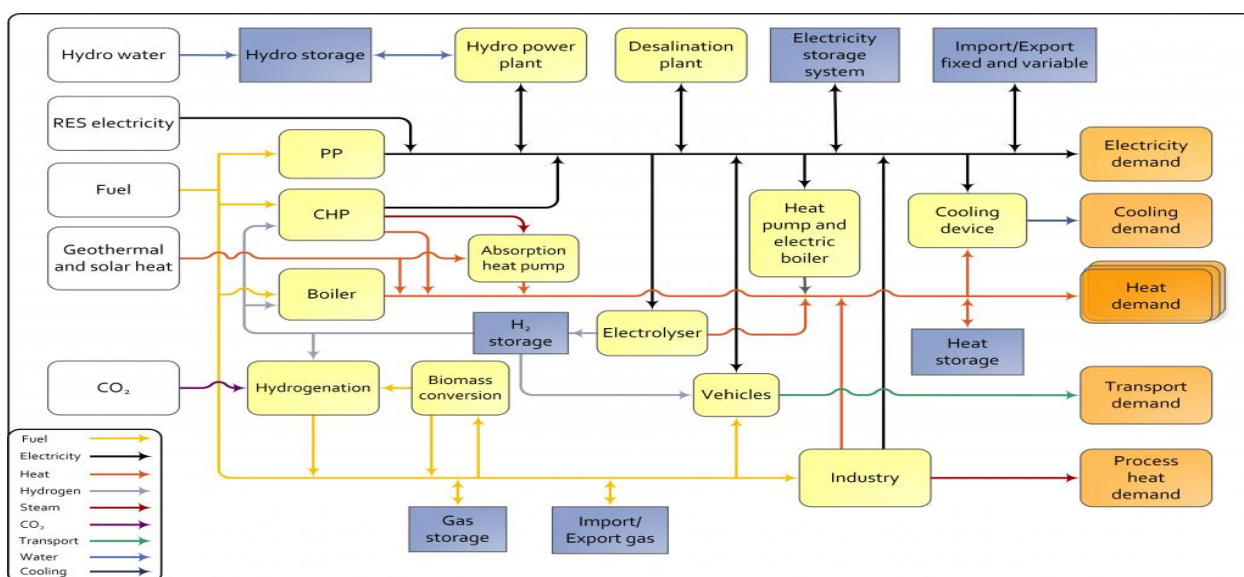 Hydro water
Hydro storage
Hydro power
plant
Desalination
plant
Electricity
storage
system
Import/Export
fixed and variable
RES electricity
PP
Electricity
demand
Fuel
CHP
Heat
pump and
electric
boiler
Cooling
device
Cooling
demand
Geothermal
and solar heat
Absorption
heat pump
Boiler
Heat
demand
H₂
storage
Electrolyser
Heat
storage
CO₂
Hydrogenation
Biomass
conversion
Vehicles
Transport
demand
Industry
Process
heat
demand
Gas
storage
Import/
Export gas
Fuel
Electricity
Heat
Hydrogen
Steam
CO₂
Transport
Water
Cooling